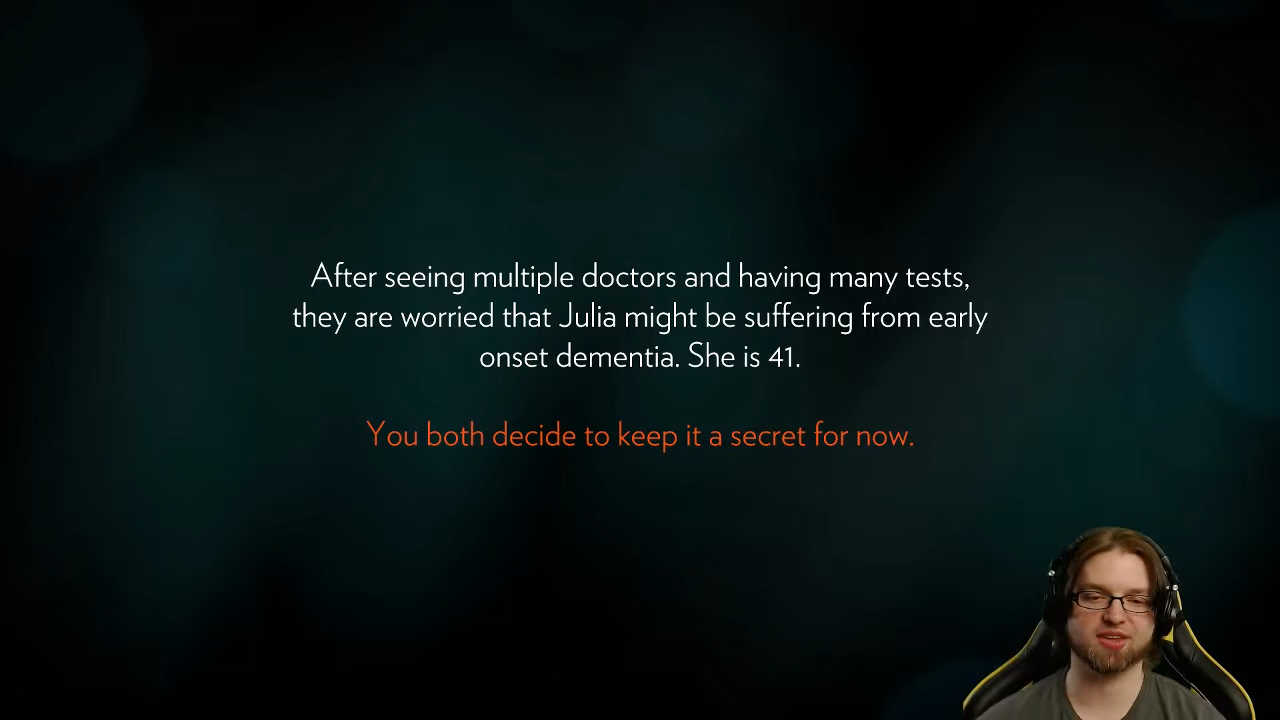 After seeing multiple doctors and having many tests,
they are worried that Julia might be suffering from early
onset dementia. She is 41.
You both decide to keep it a secret for now.